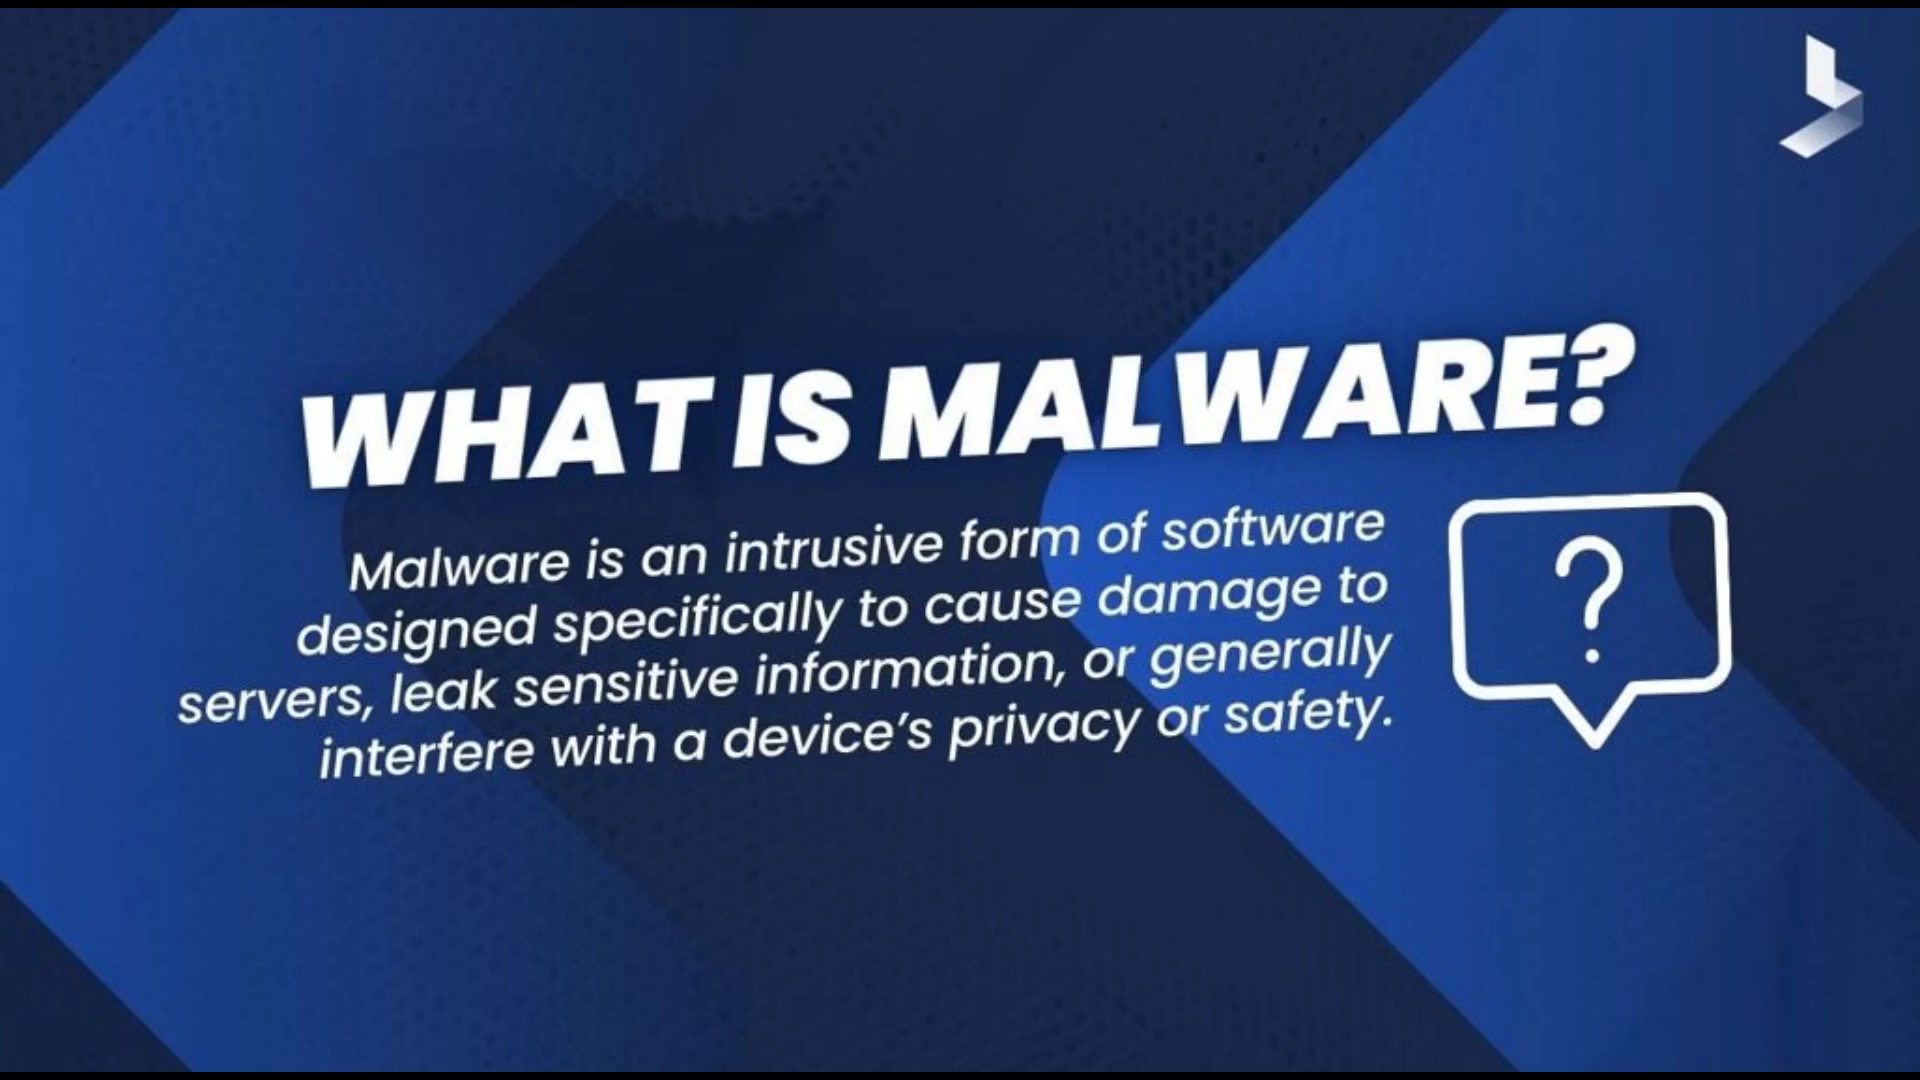 WHAT IS MALWARE?
Malware is an intrusive form of software
designed specifically to cause damage to
servers, leak sensitive information, or generally
interfere with a device’s privacy or safety.
?